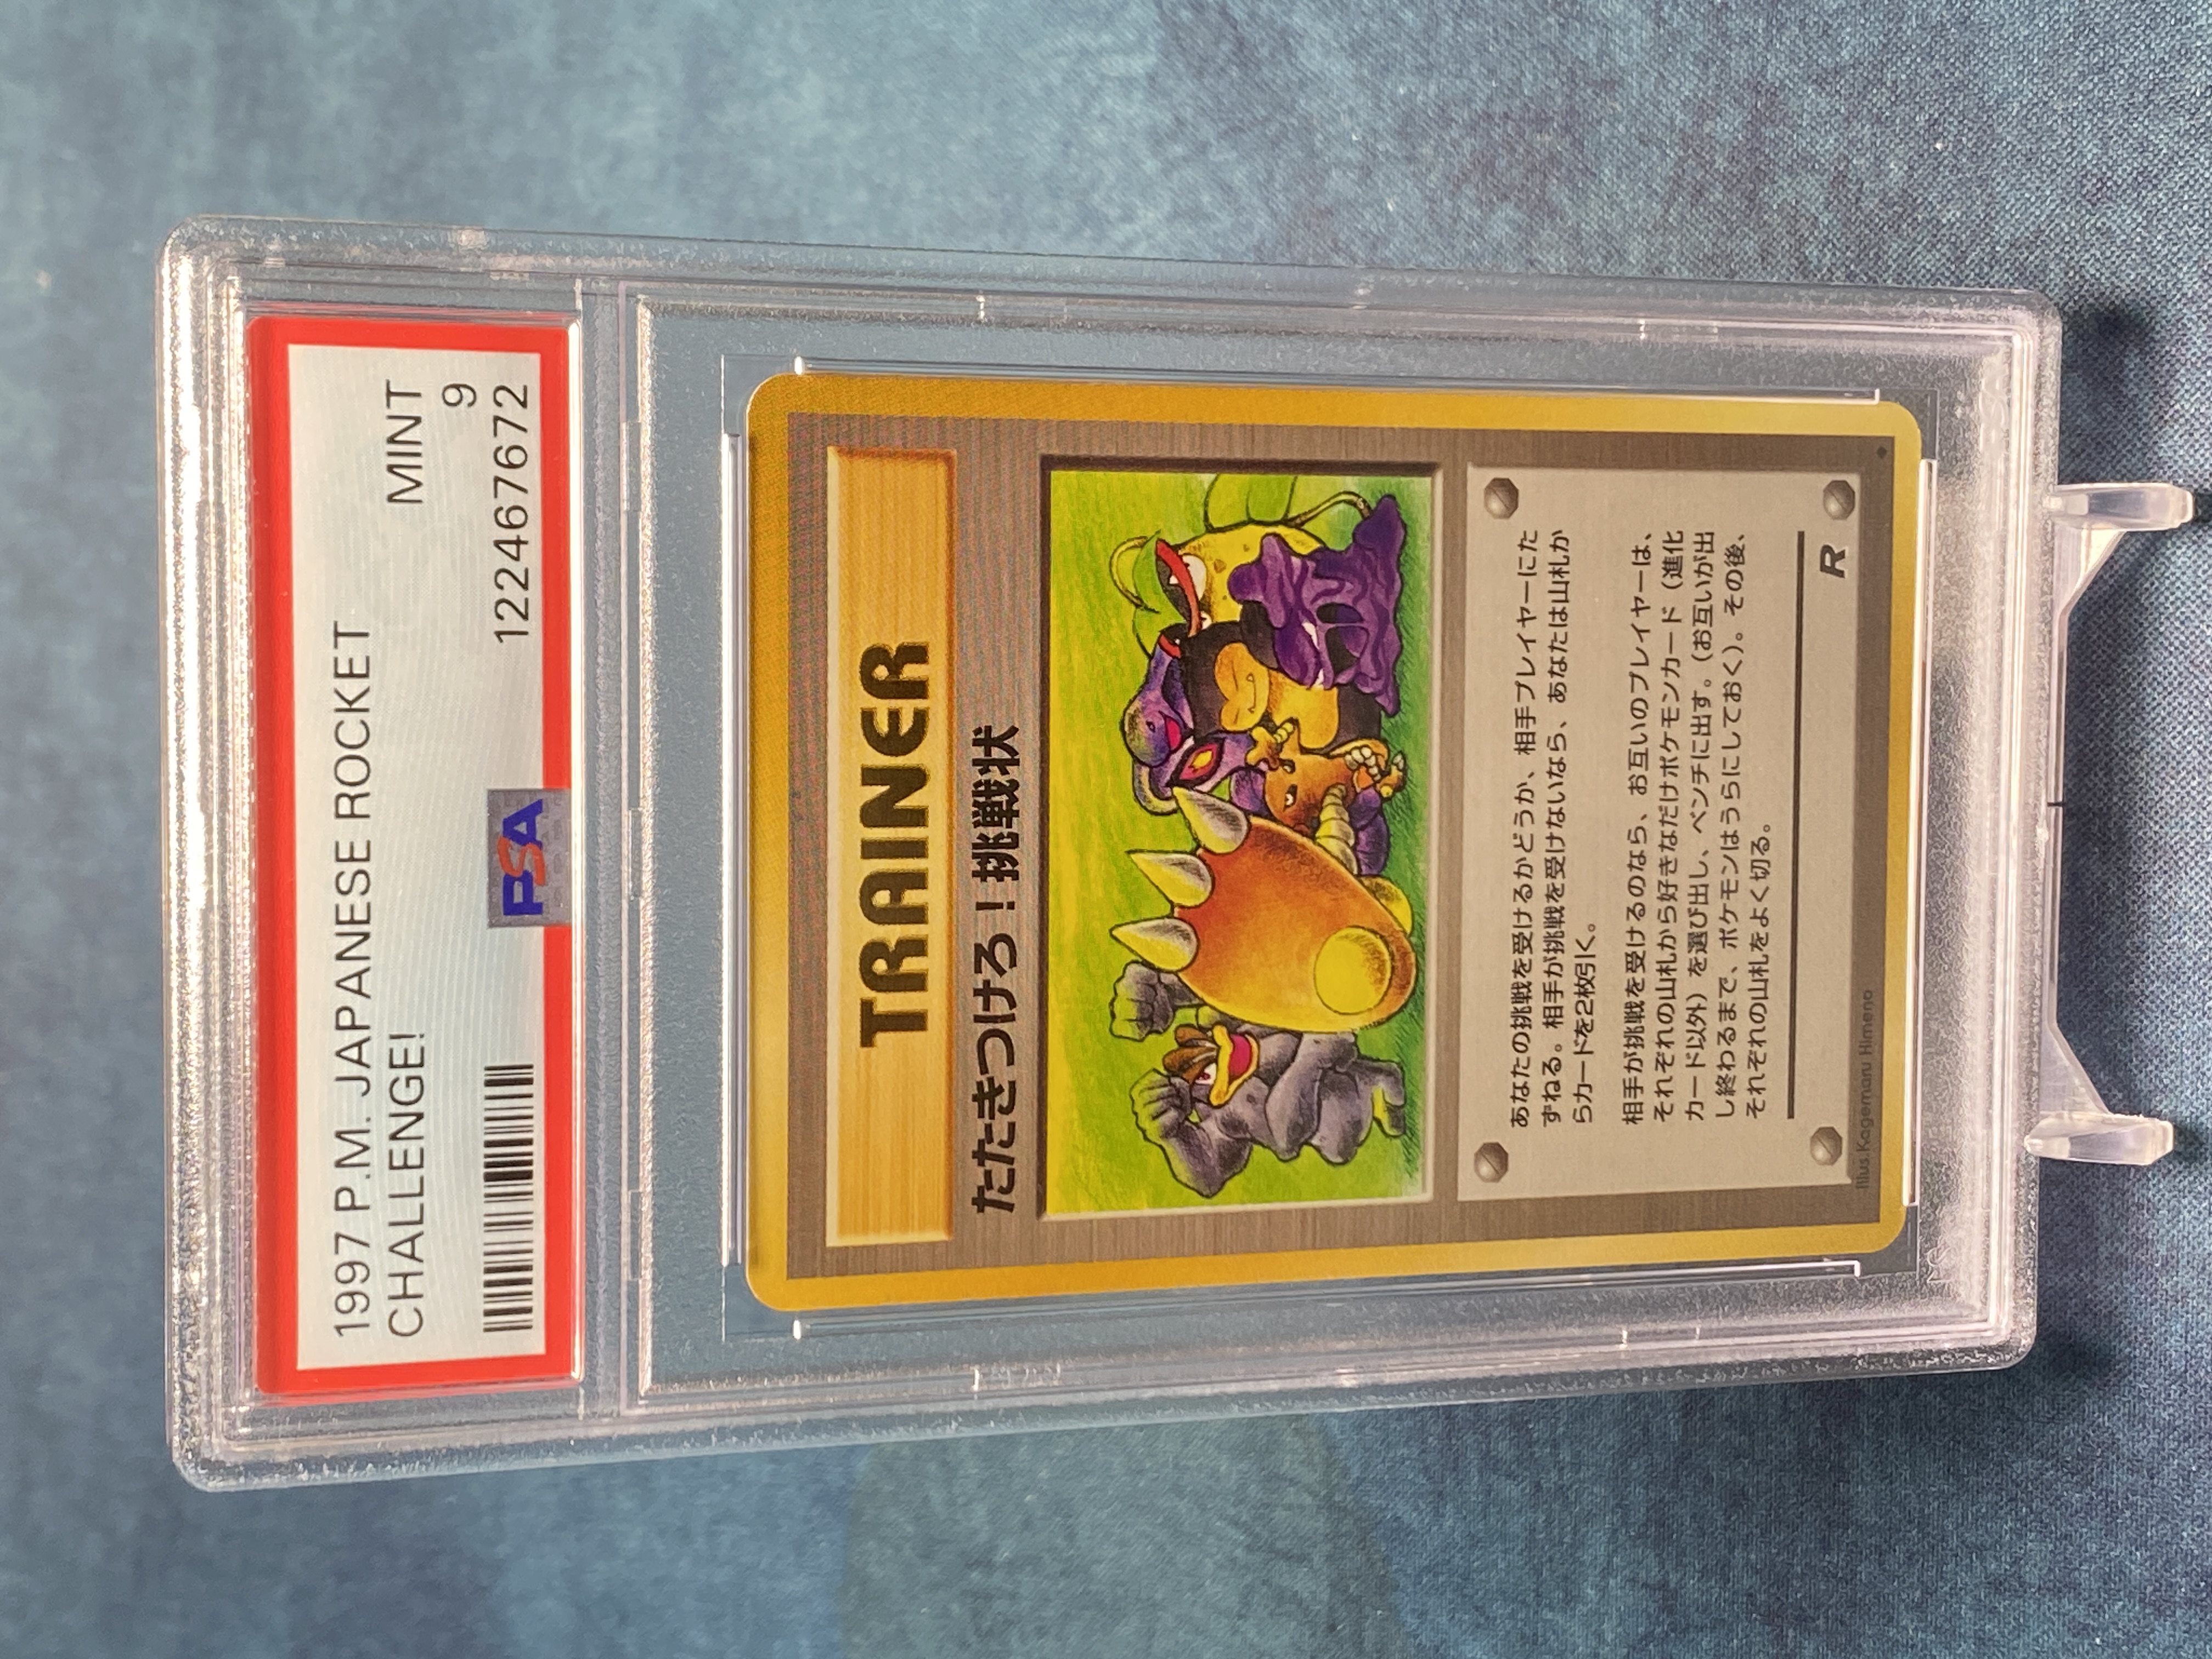 1997 P.M. JAPANESE ROCKET
CHALLENGE! MINT
9
PSA
122467672
TRAINER
たたきつけろ！挑戦状
あなたの挑戦を受けるかどうか、相手プレイヤーにた
ずねる。相手が挑戦を受けないなら、あなたは山札か
らカードを2枚引く。
相手が挑戦を受けるのなら、お互いのプレイヤーは、
それぞれの山札から好きなだけポケモンカード（進化
カード以外）を選び出し、ベンチに出す。（お互いが出
し終わるまで、ポケモンはうらにしておく）。その後、
それぞれの山札をよく切る。
R
Illus. Kagemaru Himeno